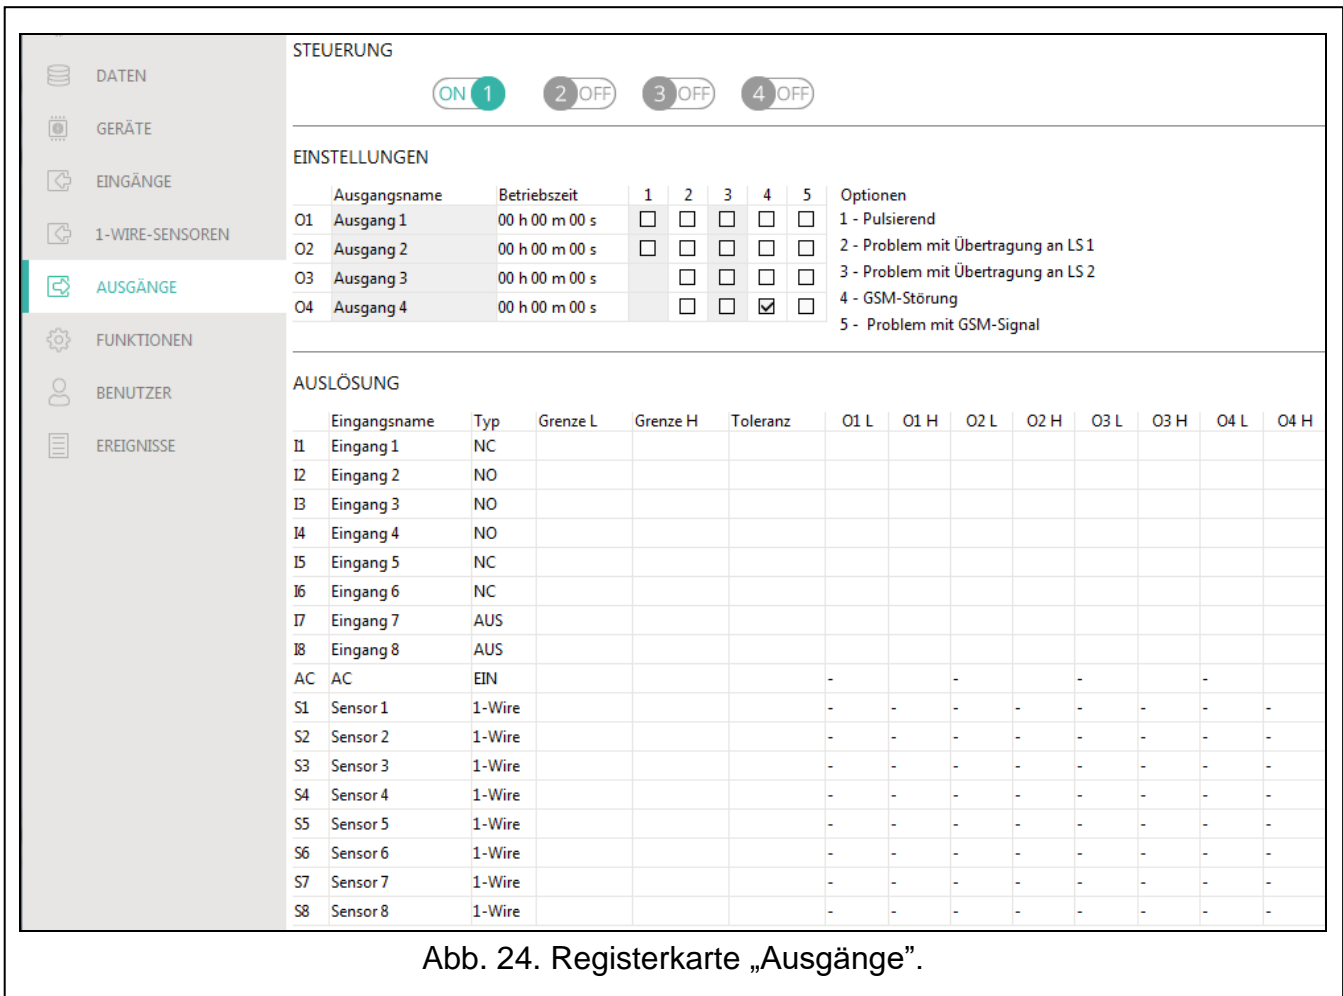 DATEN
GERÄTE
EINGÄNGE
1-WIRE-SENSOREN
AUSGÄNGE
FUNKTIONEN
BENUTZER
EREIGNISSE
STEUERUNG
ON 1 2 OFF 3 OFF 4 OFF
EINSTELLUNGEN
Ausgangsname Betriebszeit 1 2 3 4 5
O1 Ausgang 1 00 h 00 m 00 s
O2 Ausgang 2 00 h 00 m 00 s
O3 Ausgang 3 00 h 00 m 00 s
O4 Ausgang 4 00 h 00 m 00 s
Optionen
1 - Pulsierend
2 - Problem mit Übertragung an LS 1
3 - Problem mit Übertragung an LS 2
4 - GSM-Störung
5 - Problem mit GSM-Signal
AUSLÖSUNG
Eingangsname Typ Grenze L Grenze H Toleranz O1 L O1 H O2 L O2 H O3 L O3 H O4 L O4 H
I1 Eingang 1 NC
I2 Eingang 2 NO
I3 Eingang 3 NO
I4 Eingang 4 NO
I5 Eingang 5 NC
I6 Eingang 6 NC
I7 Eingang 7 AUS
I8 Eingang 8 AUS
AC AC EIN - - - -
S1 Sensor 1 1-Wire - - - - - - - -
S2 Sensor 2 1-Wire - - - - - - - -
S3 Sensor 3 1-Wire - - - - - - - -
S4 Sensor 4 1-Wire - - - - - - - -
S5 Sensor 5 1-Wire - - - - - - - -
S6 Sensor 6 1-Wire - - - - - - - -
S7 Sensor 7 1-Wire - - - - - - - -
S8 Sensor 8 1-Wire - - - - - - - -
Abb. 24. Registerkarte „Ausgänge”.